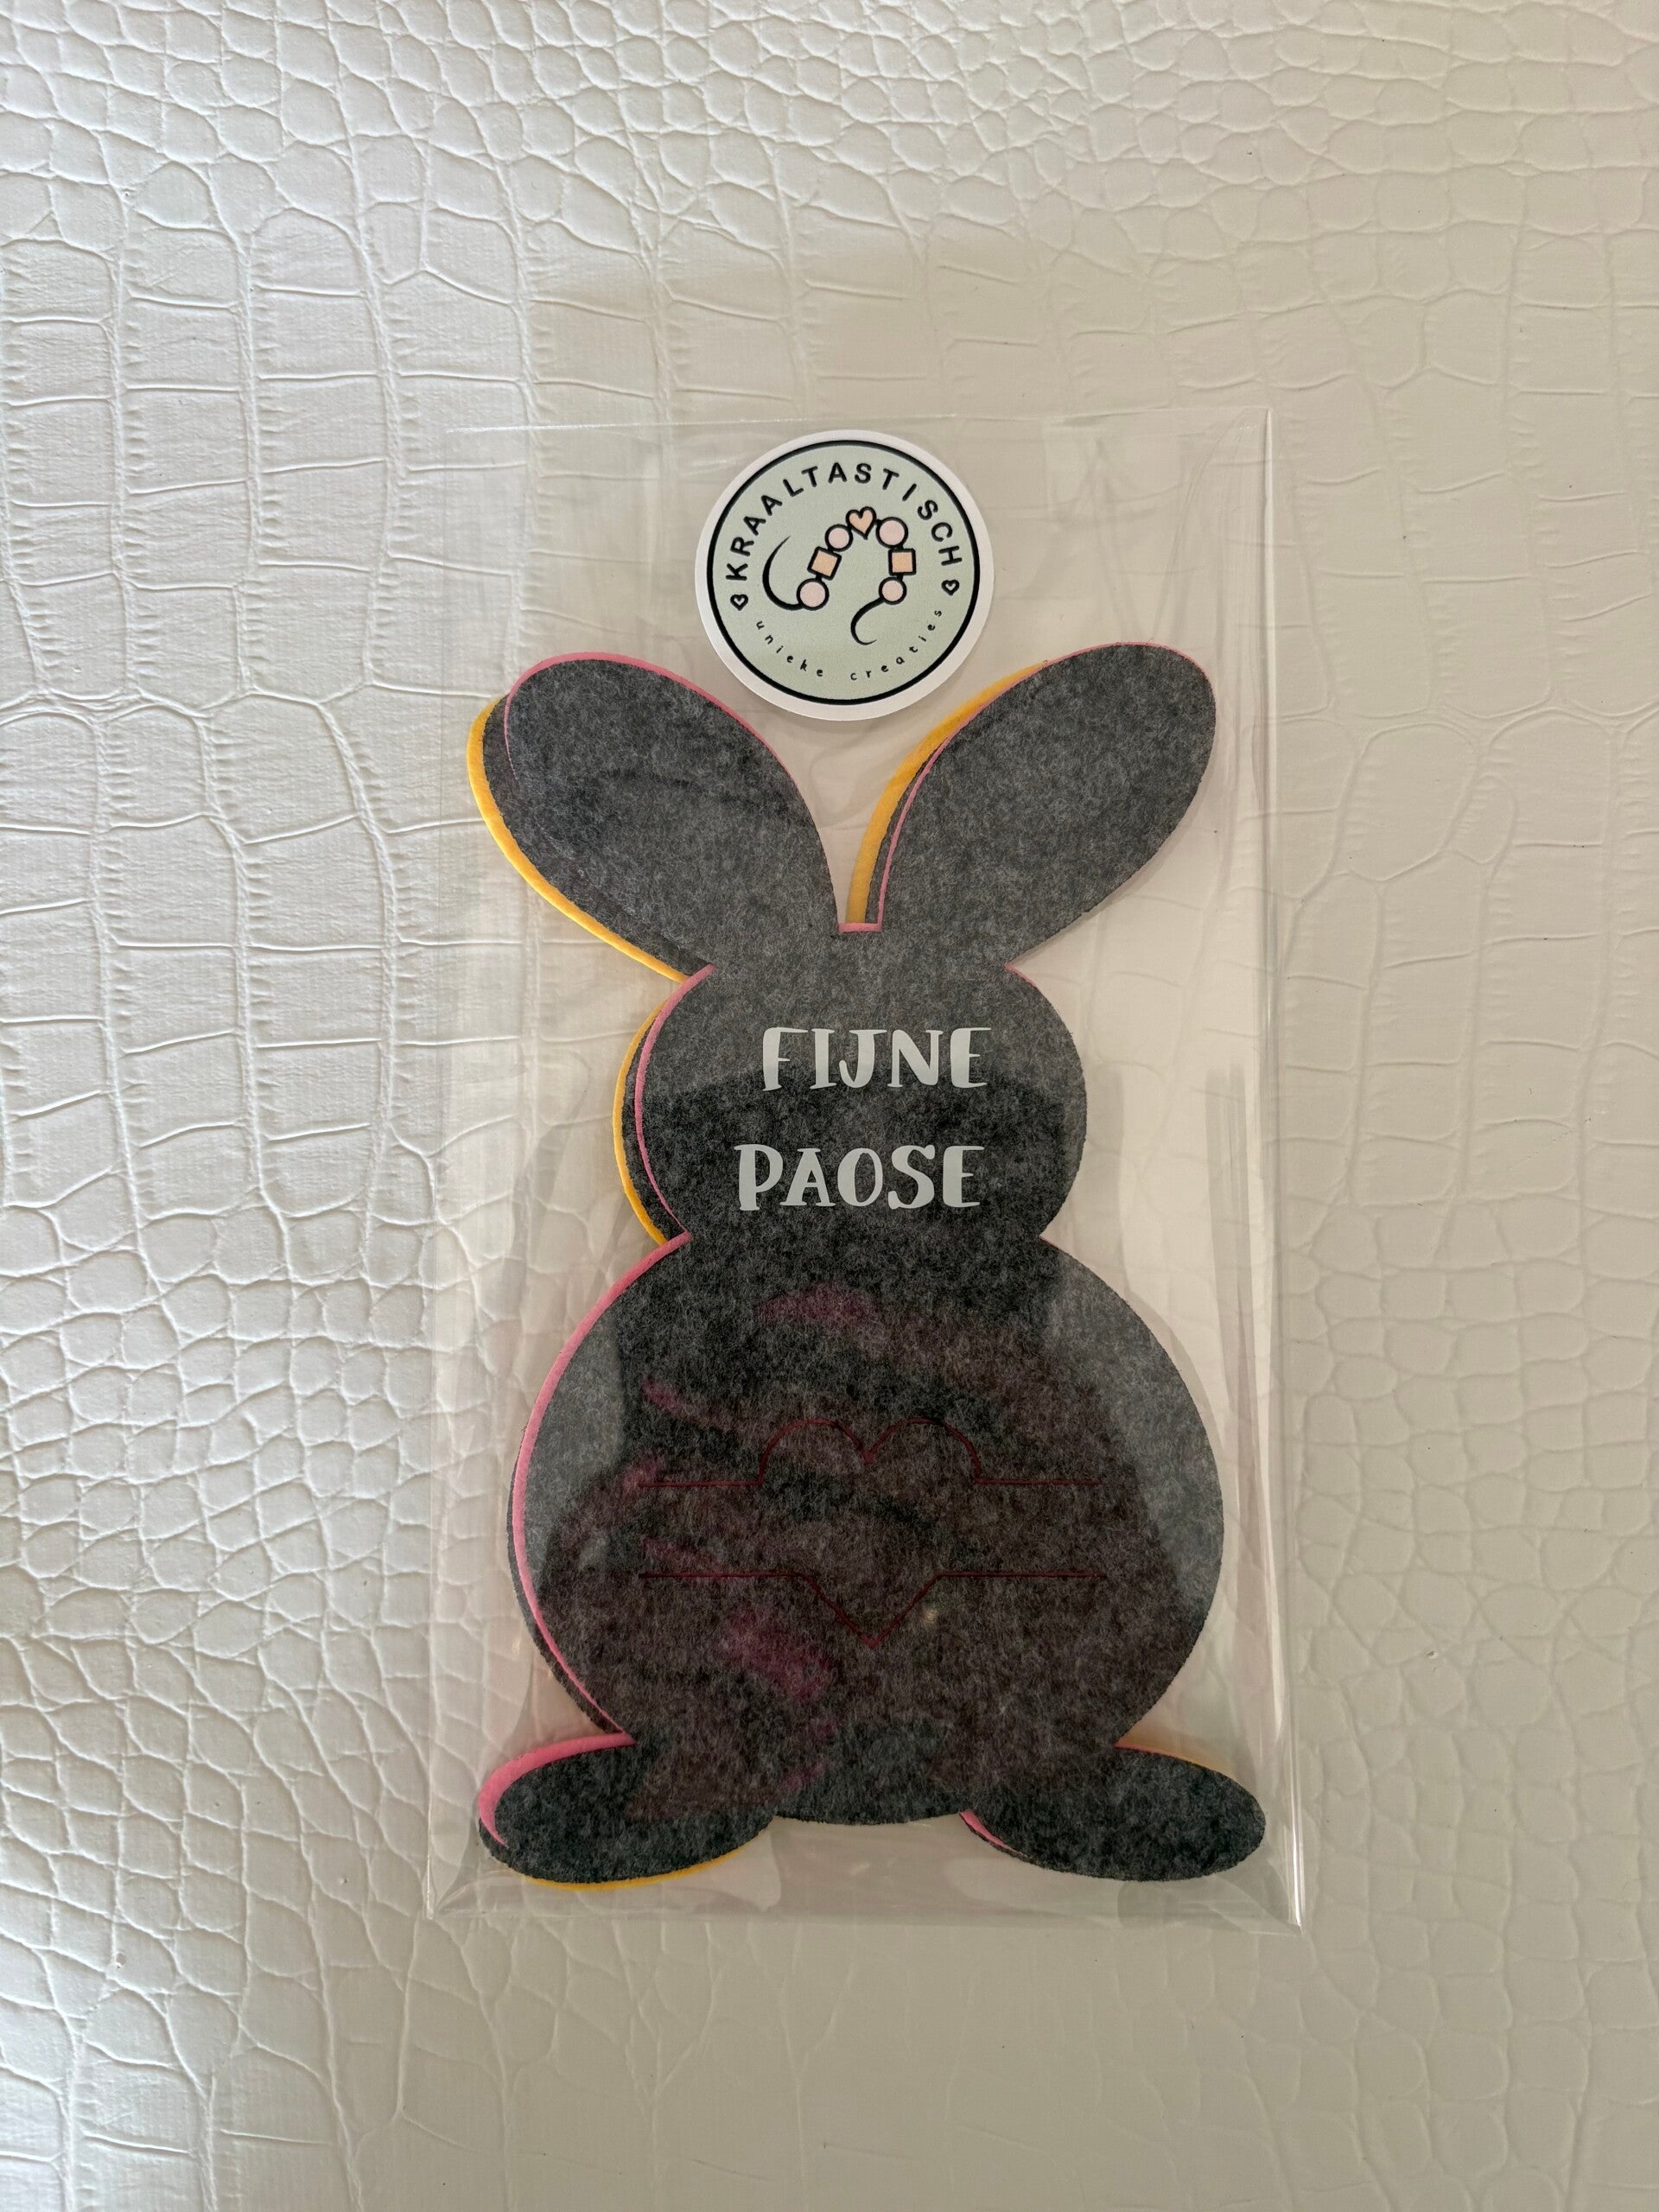 KRAALTASTISCH
unieke creaties
FIJNE
PAOSE